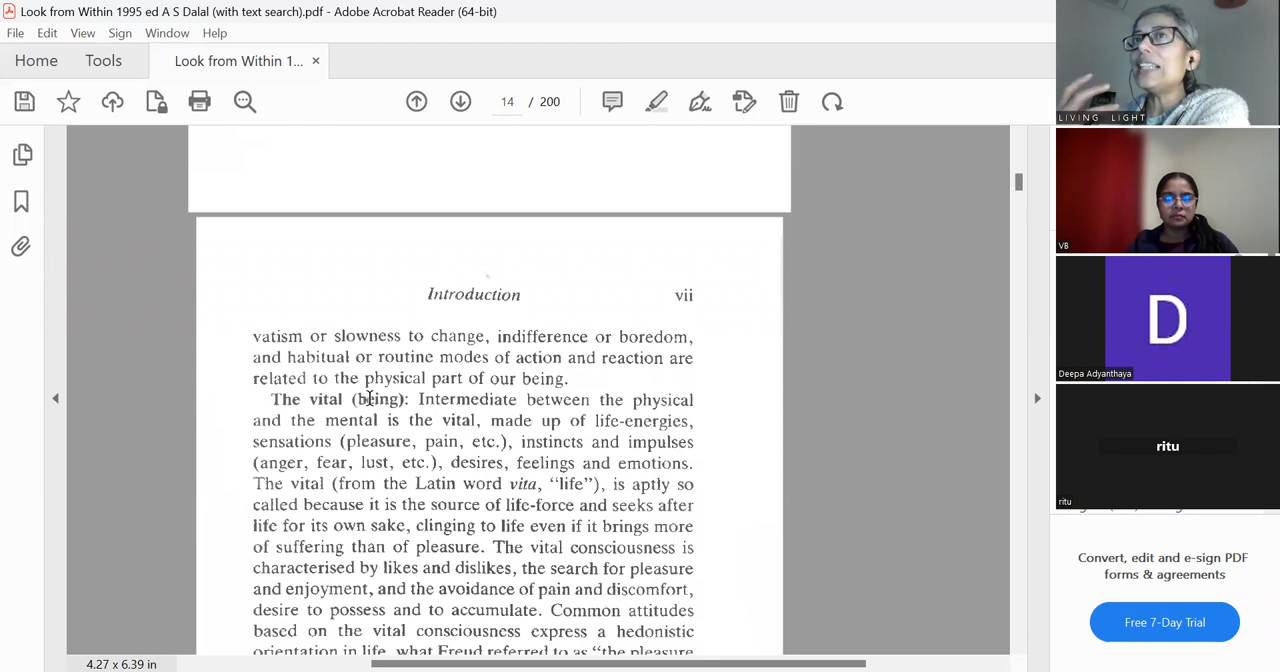 Look from Within 1995 ed A S Dalal (with text search).pdf - Adobe Acrobat Reader (64-bit)
File Edit View Sign Window Help
Home Tools Look from Within 1... ×
14 / 200
Introduction vii
vatism or slowness to change, indifference or boredom,
and habitual or routine modes of action and reaction are
related to the physical part of our being.
The vital (being): Intermediate between the physical
and the mental is the vital, made up of life-energies,
sensations (pleasure, pain, etc.), instincts and impulses
(anger, fear, lust, etc.), desires, feelings and emotions.
The vital (from the Latin word vita, “life”), is aptly so
called because it is the source of life-force and seeks after
life for its own sake, clinging to life even if it brings more
of suffering than of pleasure. The vital consciousness is
characterised by likes and dislikes, the search for pleasure
and enjoyment, and the avoidance of pain and discomfort,
desire to possess and to accumulate. Common attitudes
based on the vital consciousness express a hedonistic
orientation in life, what Freud referred to as “the pleasure
4.27 x 6.39 in
LIVING LIGHT
VB
D
Deepa Adyanthaya
ritu
ritu
Convert, edit and e-sign PDF
forms & agreements
Free 7-Day Trial